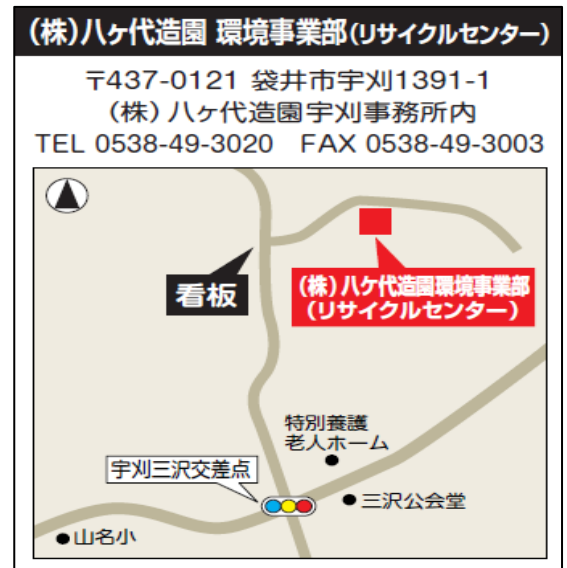 (株)八ヶ代造園 環境事業部(リサイクルセンター)
〒437-0121 袋井市宇刈1391-1
(株)八ヶ代造園宇刈事務所内
TEL 0538-49-3020 FAX 0538-49-3003
看板
(株)八ケ代造園環境事業部
(リサイクルセンター)
特別養護
老人ホーム
宇刈三沢交差点
三沢公会堂
山名小